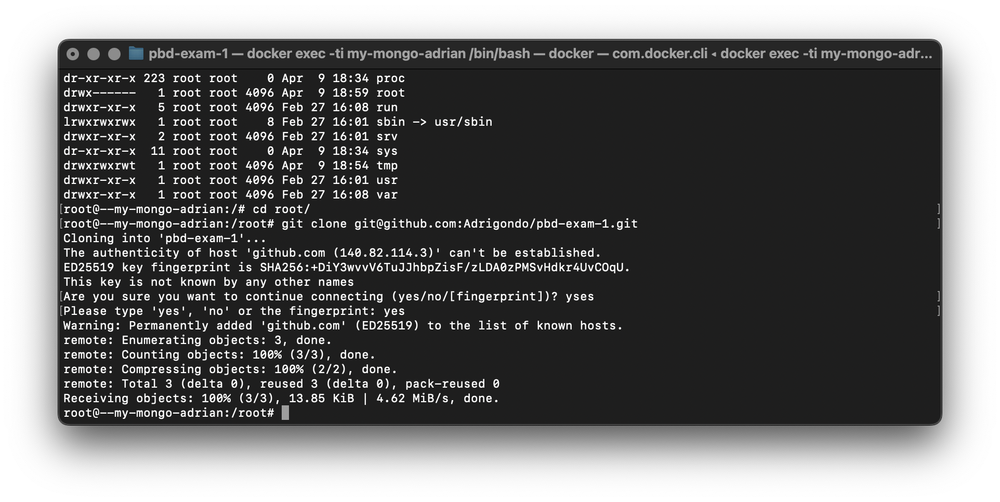 pbd-exam-1 — docker exec -ti my-mongo-adrian /bin/bash — docker — com.docker.cli ◂ docker exec -ti my-mongo-adr...
dr-xr-xr-x 223 root root    0 Apr  9 18:34 proc
drwx------   1 root root 4096 Apr  9 18:59 root
drwxr-xr-x   5 root root 4096 Feb 27 16:08 run
lrwxrwxrwx   1 root root    8 Feb 27 16:01 sbin -> usr/sbin
drwxr-xr-x   2 root root 4096 Feb 27 16:01 srv
dr-xr-xr-x  11 root root    0 Apr  9 18:34 sys
drwxrwxrwt   1 root root 4096 Apr  9 18:54 tmp
drwxr-xr-x   1 root root 4096 Feb 27 16:01 usr
drwxr-xr-x   1 root root 4096 Feb 27 16:08 var
[root@--my-mongo-adrian:/# cd root/ ]
[root@--my-mongo-adrian:/root# git clone git@github.com:Adrigondo/pbd-exam-1.git ]
Cloning into 'pbd-exam-1'...
The authenticity of host 'github.com (140.82.114.3)' can't be established.
ED25519 key fingerprint is SHA256:+DiY3wvvV6TuJJhbpZisF/zLDA0zPMSvHdkr4UvCOqU.
This key is not known by any other names
[Are you sure you want to continue connecting (yes/no/[fingerprint])? yses ]
[Please type 'yes', 'no' or the fingerprint: yes ]
Warning: Permanently added 'github.com' (ED25519) to the list of known hosts.
remote: Enumerating objects: 3, done.
remote: Counting objects: 100% (3/3), done.
remote: Compressing objects: 100% (2/2), done.
remote: Total 3 (delta 0), reused 3 (delta 0), pack-reused 0
Receiving objects: 100% (3/3), 13.85 KiB | 4.62 MiB/s, done.
root@--my-mongo-adrian:/root#